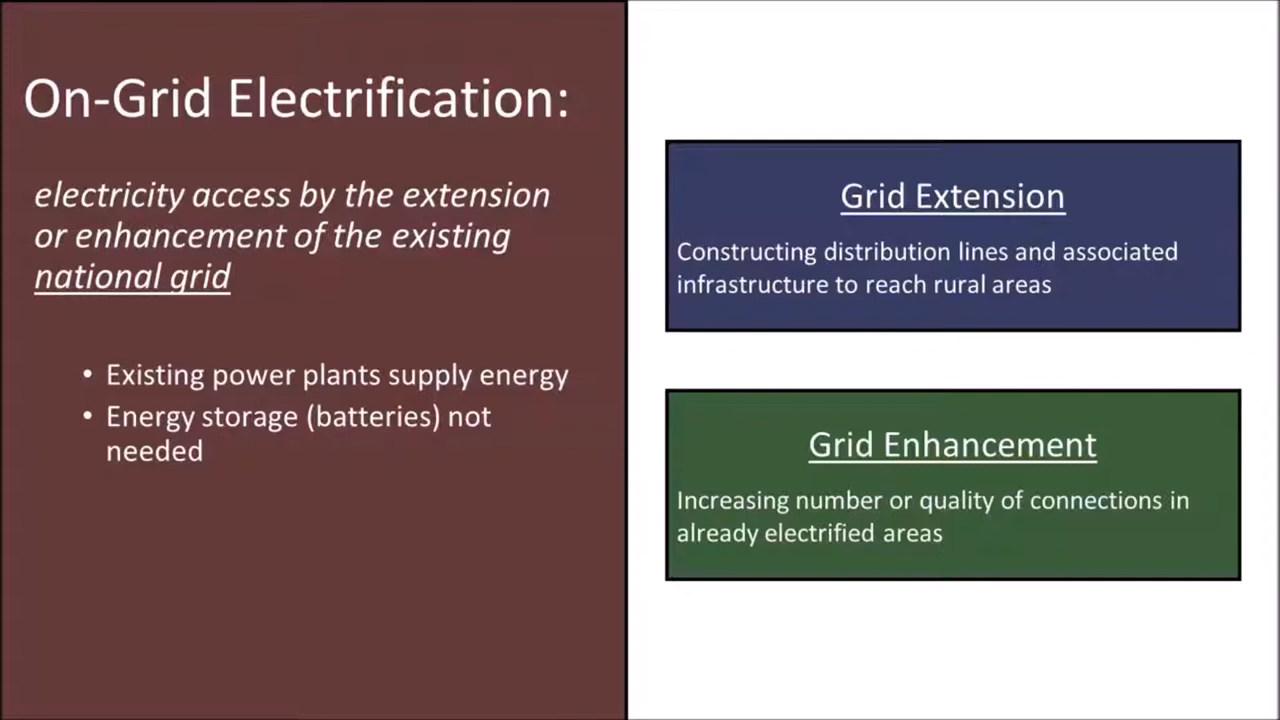 On-Grid Electrification:
electricity access by the extension
or enhancement of the existing
national grid
• Existing power plants supply energy
• Energy storage (batteries) not
needed
Grid Extension
Constructing distribution lines and associated
infrastructure to reach rural areas
Grid Enhancement
Increasing number or quality of connections in
already electrified areas